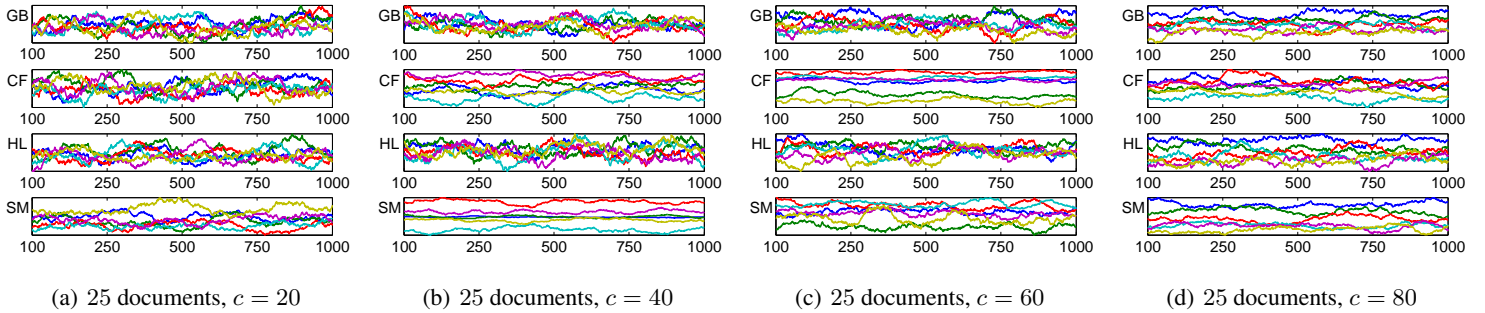 GB
100 250 500 750 1000
CF
100 250 500 750 1000
HL
100 250 500 750 1000
SM
100 250 500 750 1000
(a) 25 documents, c = 20
GB
100 250 500 750 1000
CF
100 250 500 750 1000
HL
100 250 500 750 1000
SM
100 250 500 750 1000
(b) 25 documents, c = 40
GB
100 250 500 750 1000
CF
100 250 500 750 1000
HL
100 250 500 750 1000
SM
100 250 500 750 1000
(c) 25 documents, c = 60
GB
100 250 500 750 1000
CF
100 250 500 750 1000
HL
100 250 500 750 1000
SM
100 250 500 750 1000
(d) 25 documents, c = 80